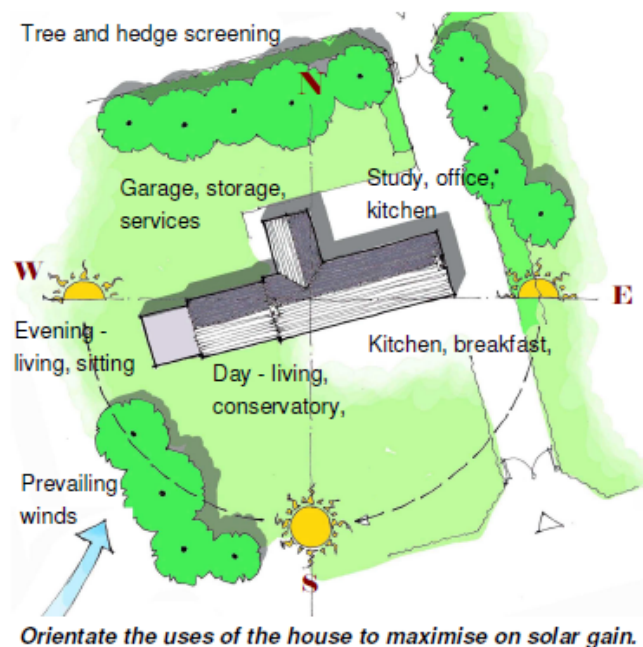 Tree and hedge screening
N
Garage, storage,
services
Study, office,
kitchen
W
E
Evening -
living, sitting
Day - living,
conservatory,
Kitchen, breakfast,
Prevailing
winds
S
Orientate the uses of the house to maximise on solar gain.